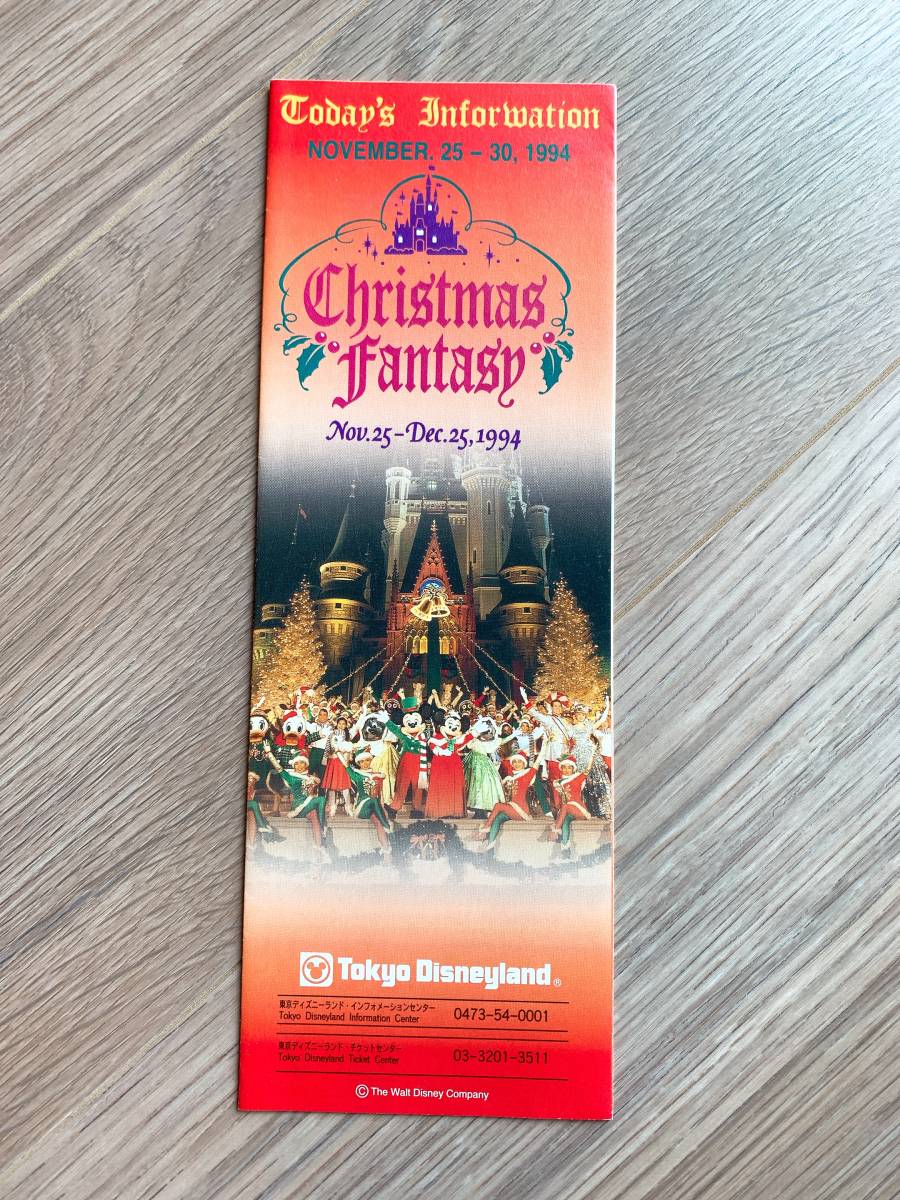 Today's Information
NOVEMBER. 25 – 30, 1994
Christmas
Fantasy
Nov.25–Dec.25,1994
Tokyo Disneyland®
東京ディズニーランド・インフォメーションセンター
Tokyo Disneyland Information Center
0473-54-0001
東京ディズニーランド・チケットセンター
Tokyo Disneyland Ticket Center
03-3201-3511
© The Walt Disney Company